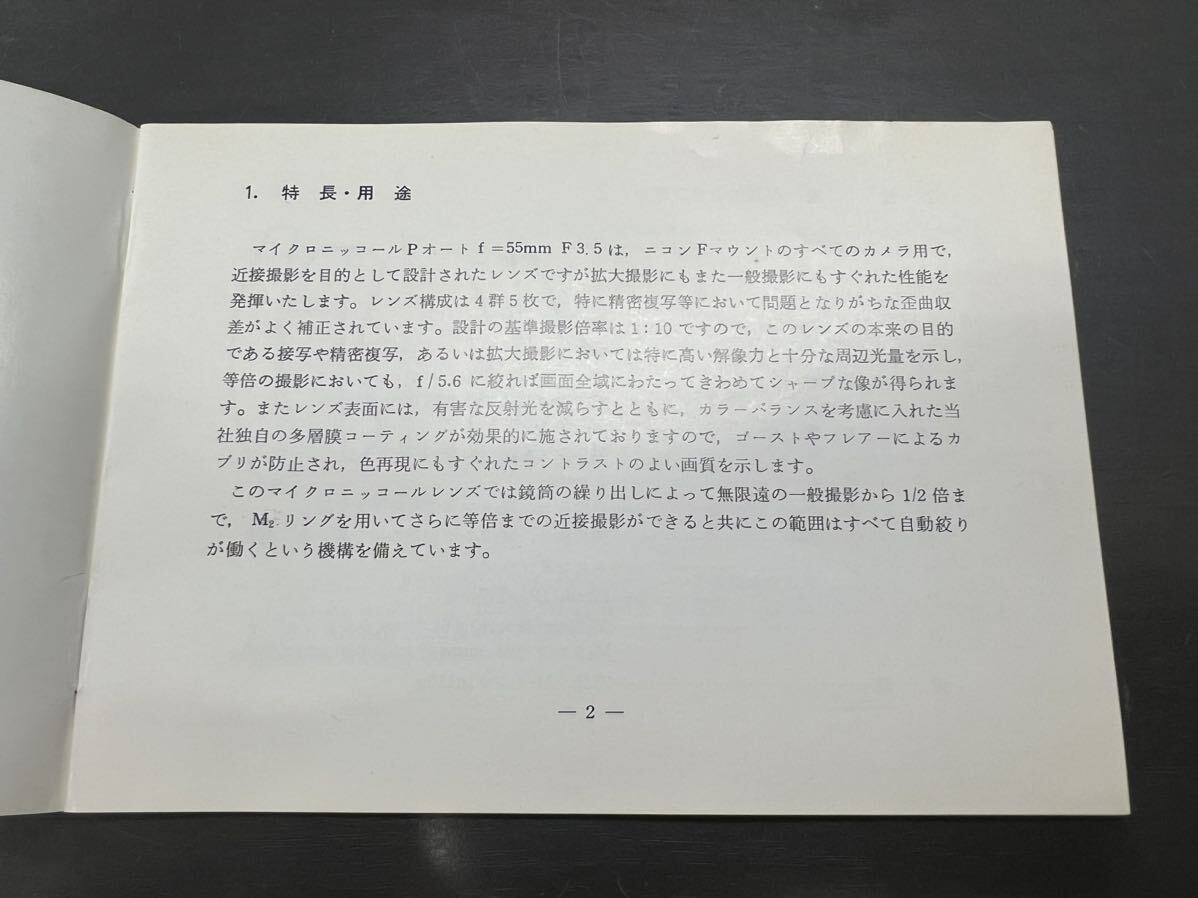 1. 特 長・用 途
マイクロニッコールPオート f＝55mm F3.5は，ニコンFマウントのすべてのカメラ用で，
近接撮影を目的として設計されたレンズですが拡大撮影にもまた一般撮影にもすぐれた性能を
発揮いたします。レンズ構成は4群5枚で，特に精密複写等において問題となりがちな歪曲収
差がよく補正されています。設計の基準撮影倍率は1:10ですので，このレンズの本来の目的
である接写や精密複写，あるいは拡大撮影においては特に高い解像力と十分な周辺光量を示し，
等倍の撮影においても，f/5.6 に絞れば画面全域にわたってきわめてシャープな像が得られま
す。またレンズ表面には，有害な反射光を減らすとともに，カラーバランスを考慮に入れた当
社独自の多層膜コーティングが効果的に施されておりますので，ゴーストやフレアーによるカ
ブリが防止され，色再現にもすぐれたコントラストのよい画質を示します。
このマイクロニッコールレンズでは鏡筒の繰り出しによって無限遠の一般撮影から 1/2 倍ま
で， M₂リングを用いてさらに等倍までの近接撮影ができると共にこの範囲はすべて自動絞り
が働くという機構を備えています。
— 2 —